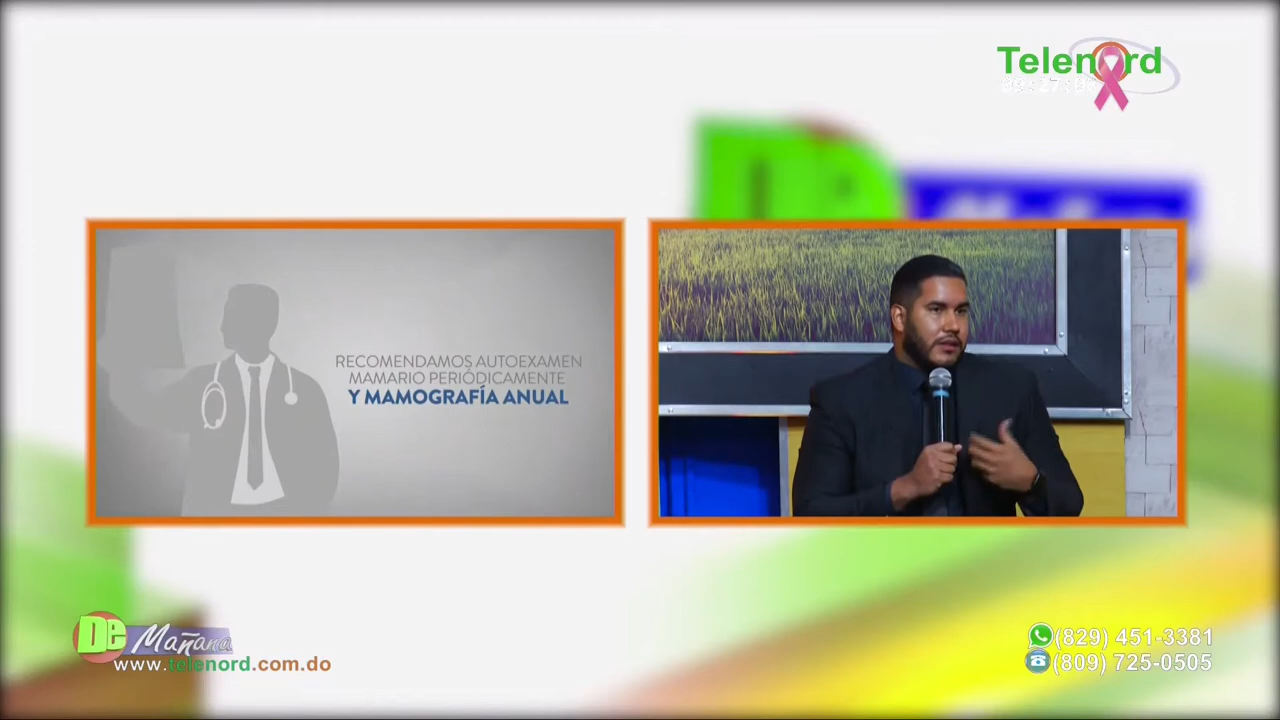 Telenord
RECOMENDAMOS AUTOEXAMEN
MAMARIO PERIÓDICAMENTE
Y MAMOGRAFÍA ANUAL
De Mañana
www.telenord.com.do
(829) 451-3381
(809) 725-0505